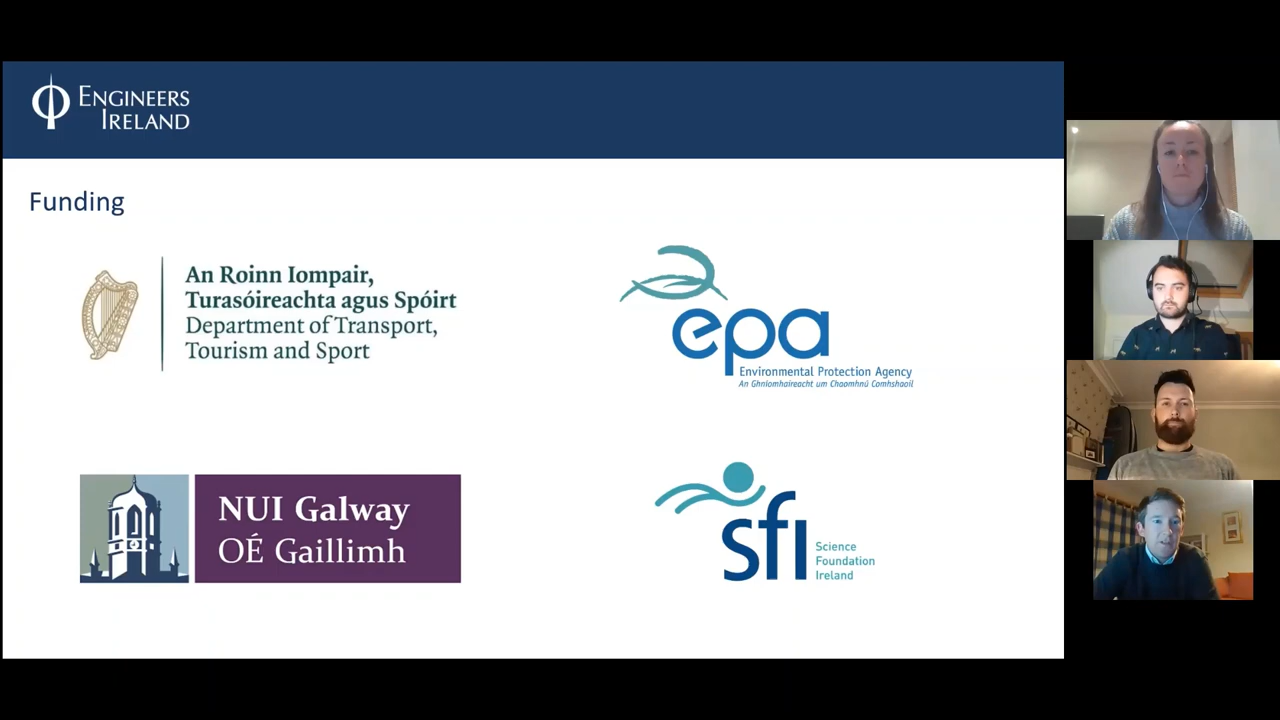 ENGINEERS
IRELAND
Funding
An Roinn Iompair,
Turasóireachta agus Spóirt
Department of Transport,
Tourism and Sport
epa
Environmental Protection Agency
An Ghníomhaireacht um Chaomhnú Comhshaoil
NUI Galway
OÉ Gaillimh
sfi
Science
Foundation
Ireland